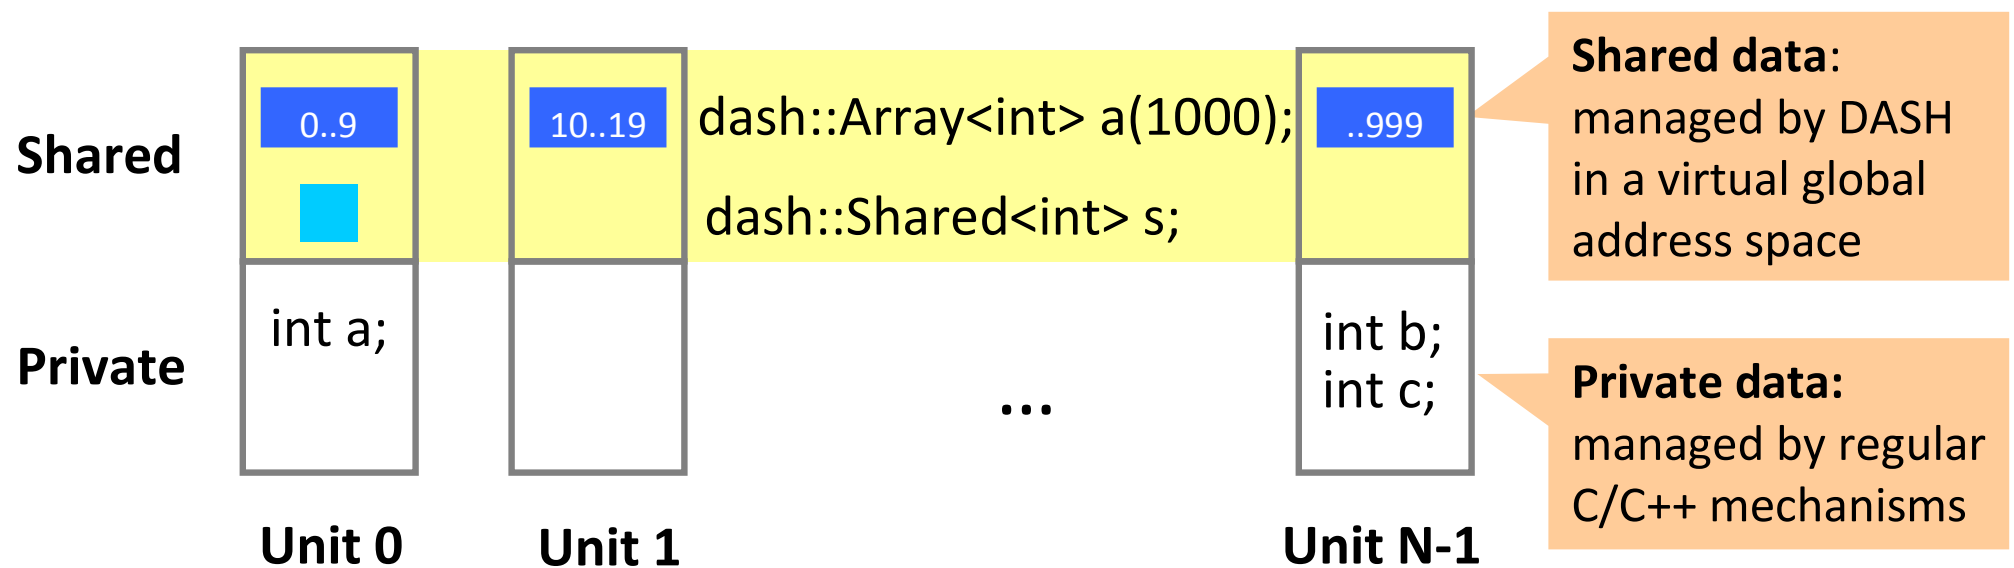 Shared
Private
0..9
10..19
dash::Array<int> a(1000);
..999
dash::Shared<int> s;
int a;
...
int b;
int c;
Unit 0
Unit 1
Unit N-1
Shared data:
managed by DASH
in a virtual global
address space
Private data:
managed by regular
C/C++ mechanisms